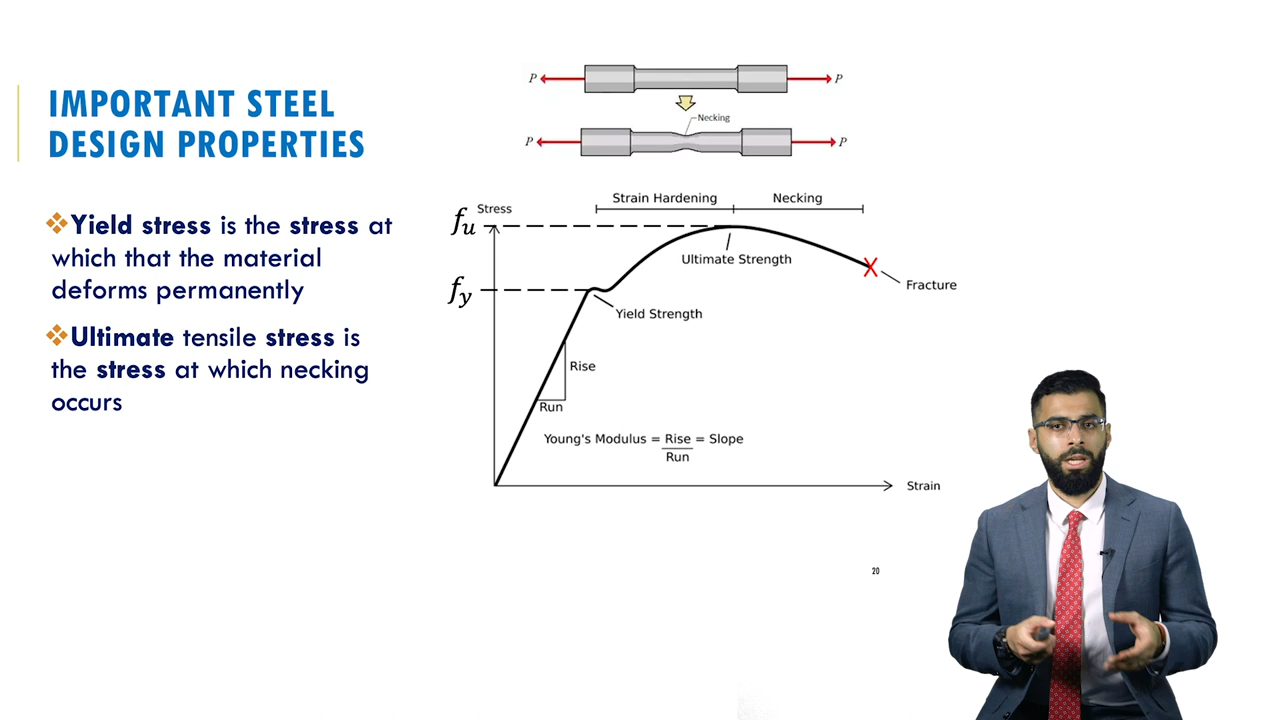 IMPORTANT STEEL
DESIGN PROPERTIES
❖Yield stress is the stress at
which that the material
deforms permanently
❖Ultimate tensile stress is
the stress at which necking
occurs
P
P
Necking
P
P
Strain Hardening
Necking
Stress
fu
Ultimate Strength
Fracture
fy
Yield Strength
Rise
Run
Young's Modulus = Rise = Slope
Run
Strain
20